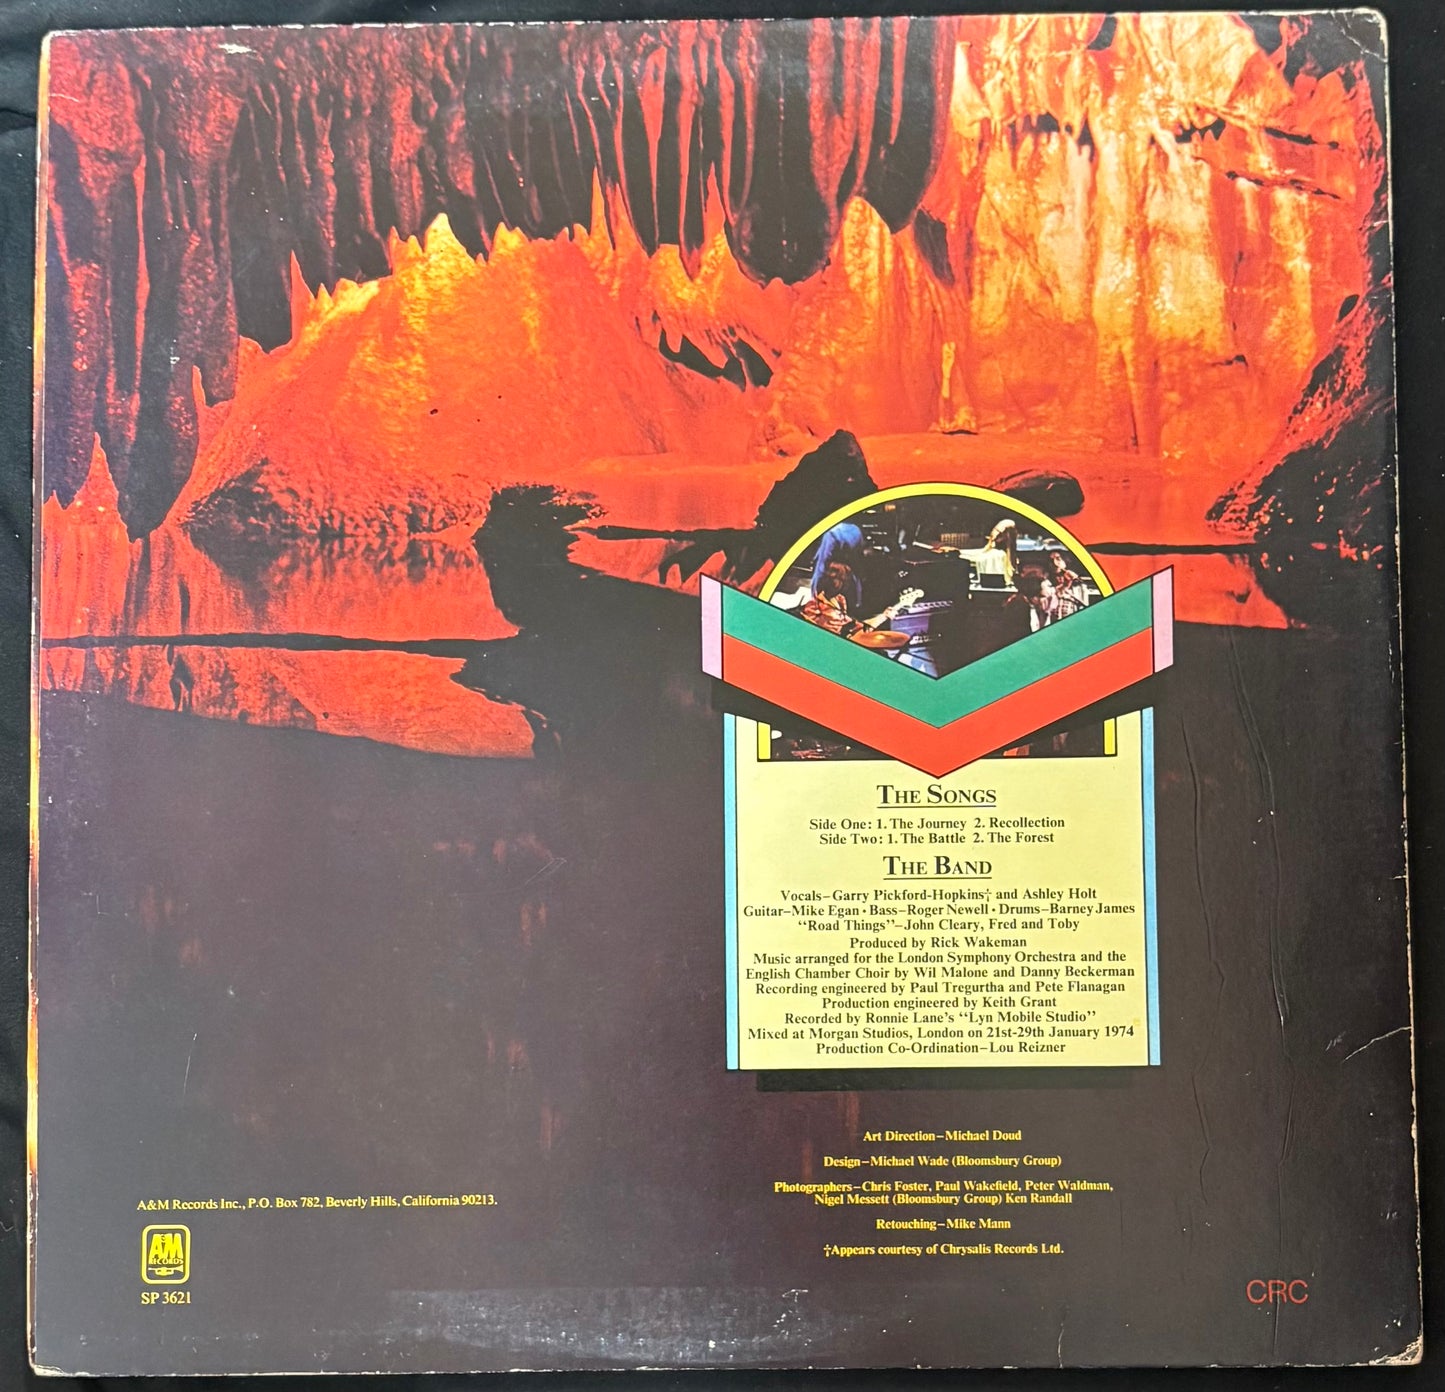 THE SONGS
Side One: 1. The Journey 2. Recollection
Side Two: 1. The Battle 2. The Forest
THE BAND
Vocals–Garry Pickford-Hopkins† and Ashley Holt
Guitar–Mike Egan • Bass–Roger Newell • Drums–Barney James
“Road Things”–John Cleary, Fred and Toby
Produced by Rick Wakeman
Music arranged for the London Symphony Orchestra and the
English Chamber Choir by Wil Malone and Danny Beckerman
Recording engineered by Paul Tregurtha and Pete Flanagan
Production engineered by Keith Grant
Recorded by Ronnie Lane’s “Lyn Mobile Studio”
Mixed at Morgan Studios, London on 21st-29th January 1974
Production Co-Ordination–Lou Reizner
Art Direction–Michael Doud
Design–Michael Wade (Bloomsbury Group)
Photographers–Chris Foster, Paul Wakefield, Peter Waldman,
Nigel Messett (Bloomsbury Group) Ken Randall
Retouching–Mike Mann
†Appears courtesy of Chrysalis Records Ltd.
A&M Records Inc., P.O. Box 782, Beverly Hills, California 90213.
A&M
RECORDS
SP 3621
CRC